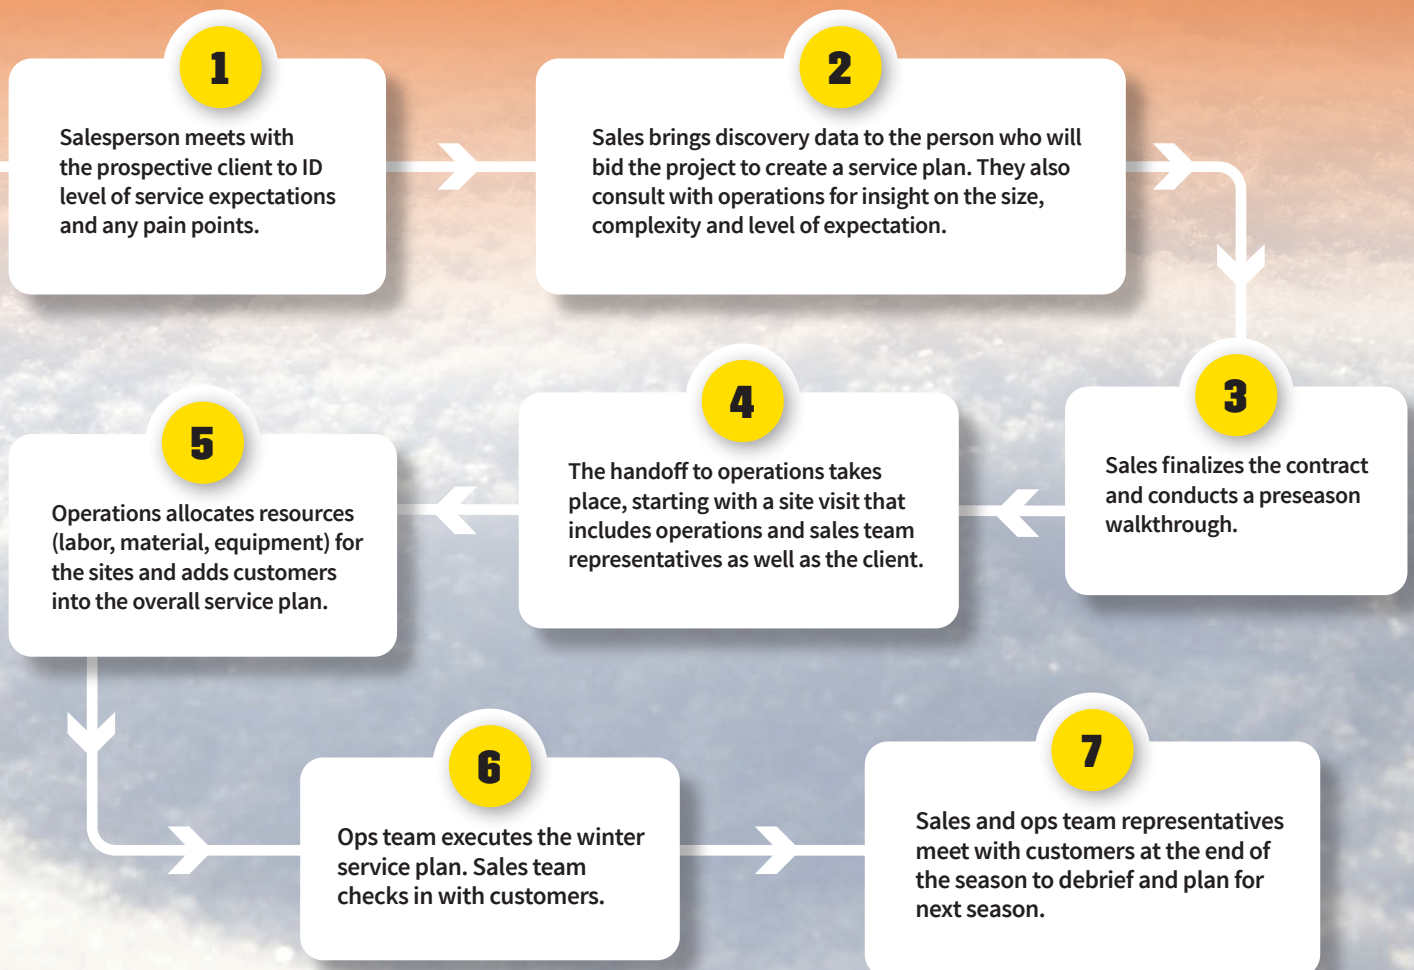 1
Salesperson meets with
the prospective client to ID
level of service expectations
and any pain points.
2
Sales brings discovery data to the person who will
bid the project to create a service plan. They also
consult with operations for insight on the size,
complexity and level of expectation.
3
Sales finalizes the contract
and conducts a preseason
walkthrough.
4
The handoff to operations takes
place, starting with a site visit that
includes operations and sales team
representatives as well as the client.
5
Operations allocates resources
(labor, material, equipment) for
the sites and adds customers
into the overall service plan.
6
Ops team executes the winter
service plan. Sales team
checks in with customers.
7
Sales and ops team representatives
meet with customers at the end of
the season to debrief and plan for
next season.